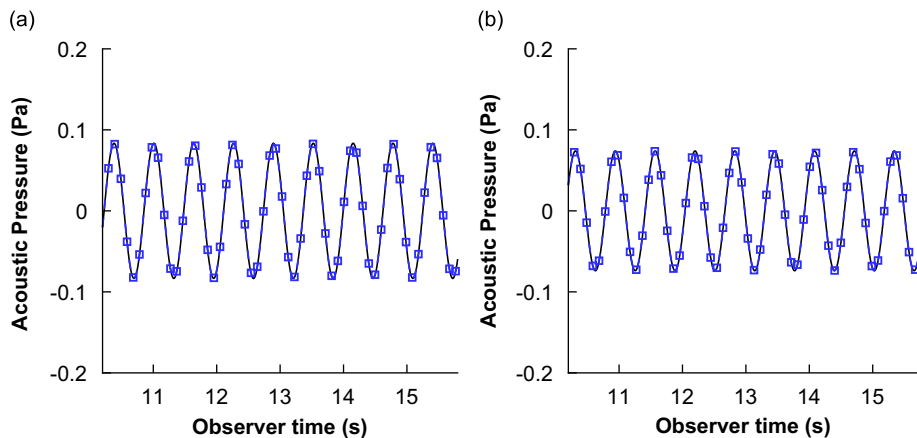 (a)
(b)
0.2
0.1
0
-0.1
-0.2
Acoustic Pressure (Pa)
11 12 13 14 15
Observer time (s)
0.2
0.1
0
-0.1
-0.2
Acoustic Pressure (Pa)
11 12 13 14 15
Observer time (s)